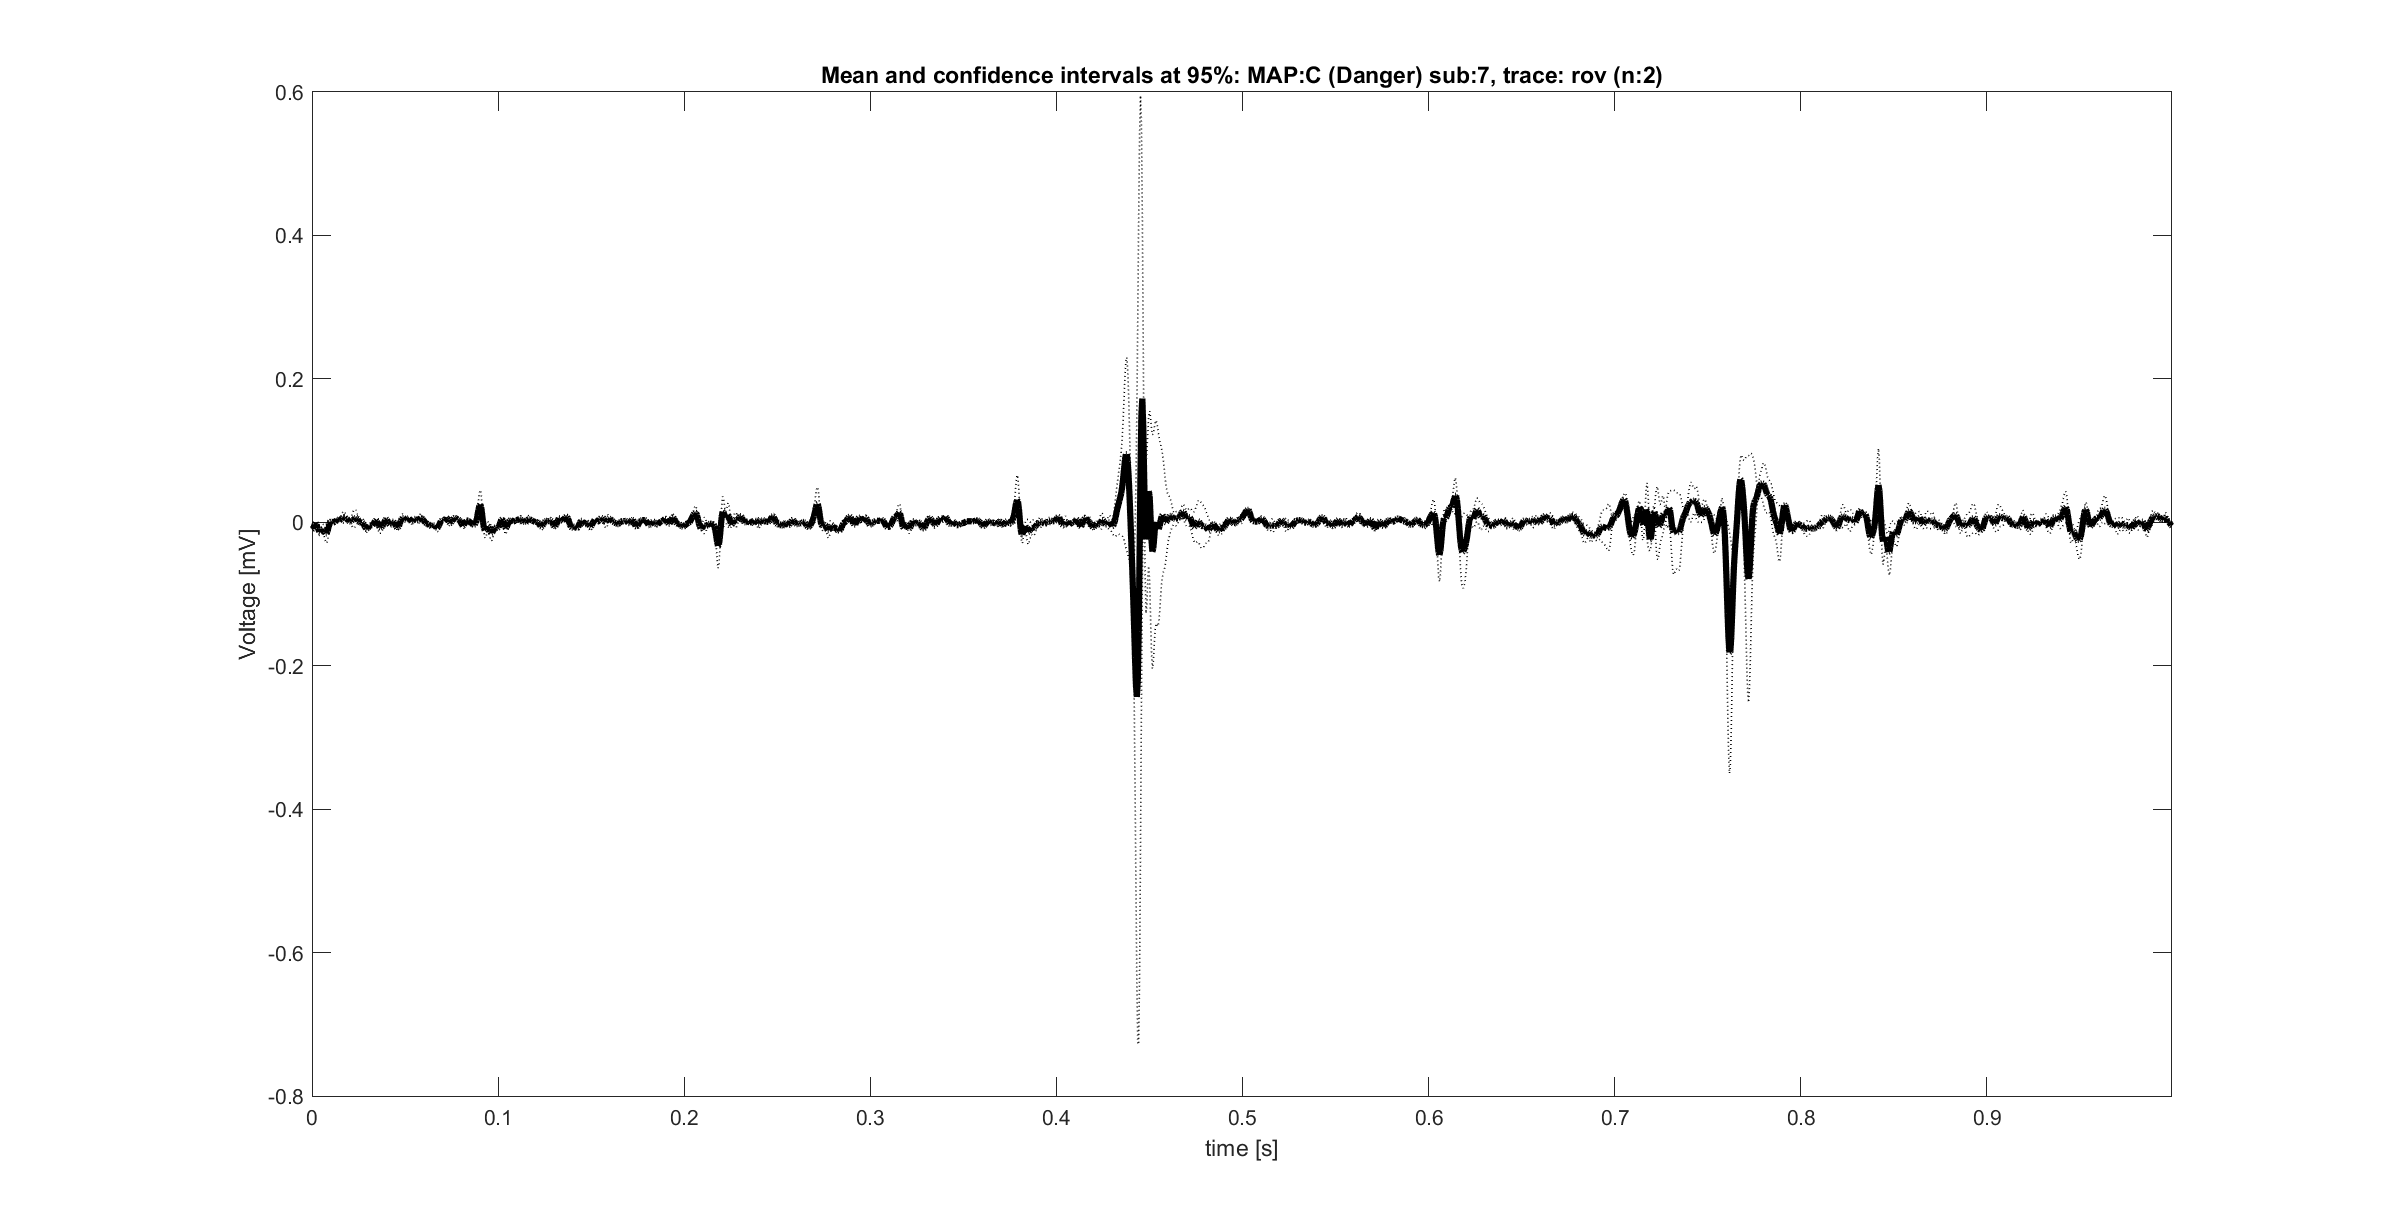 Mean and confidence intervals at 95%: MAP:C (Danger) sub:7, trace: rov (n:2)
0.6
0.4
0.2
0
-0.2
-0.4
-0.6
-0.8
Voltage [mV]
0 0.1 0.2 0.3 0.4 0.5 0.6 0.7 0.8 0.9
time [s]